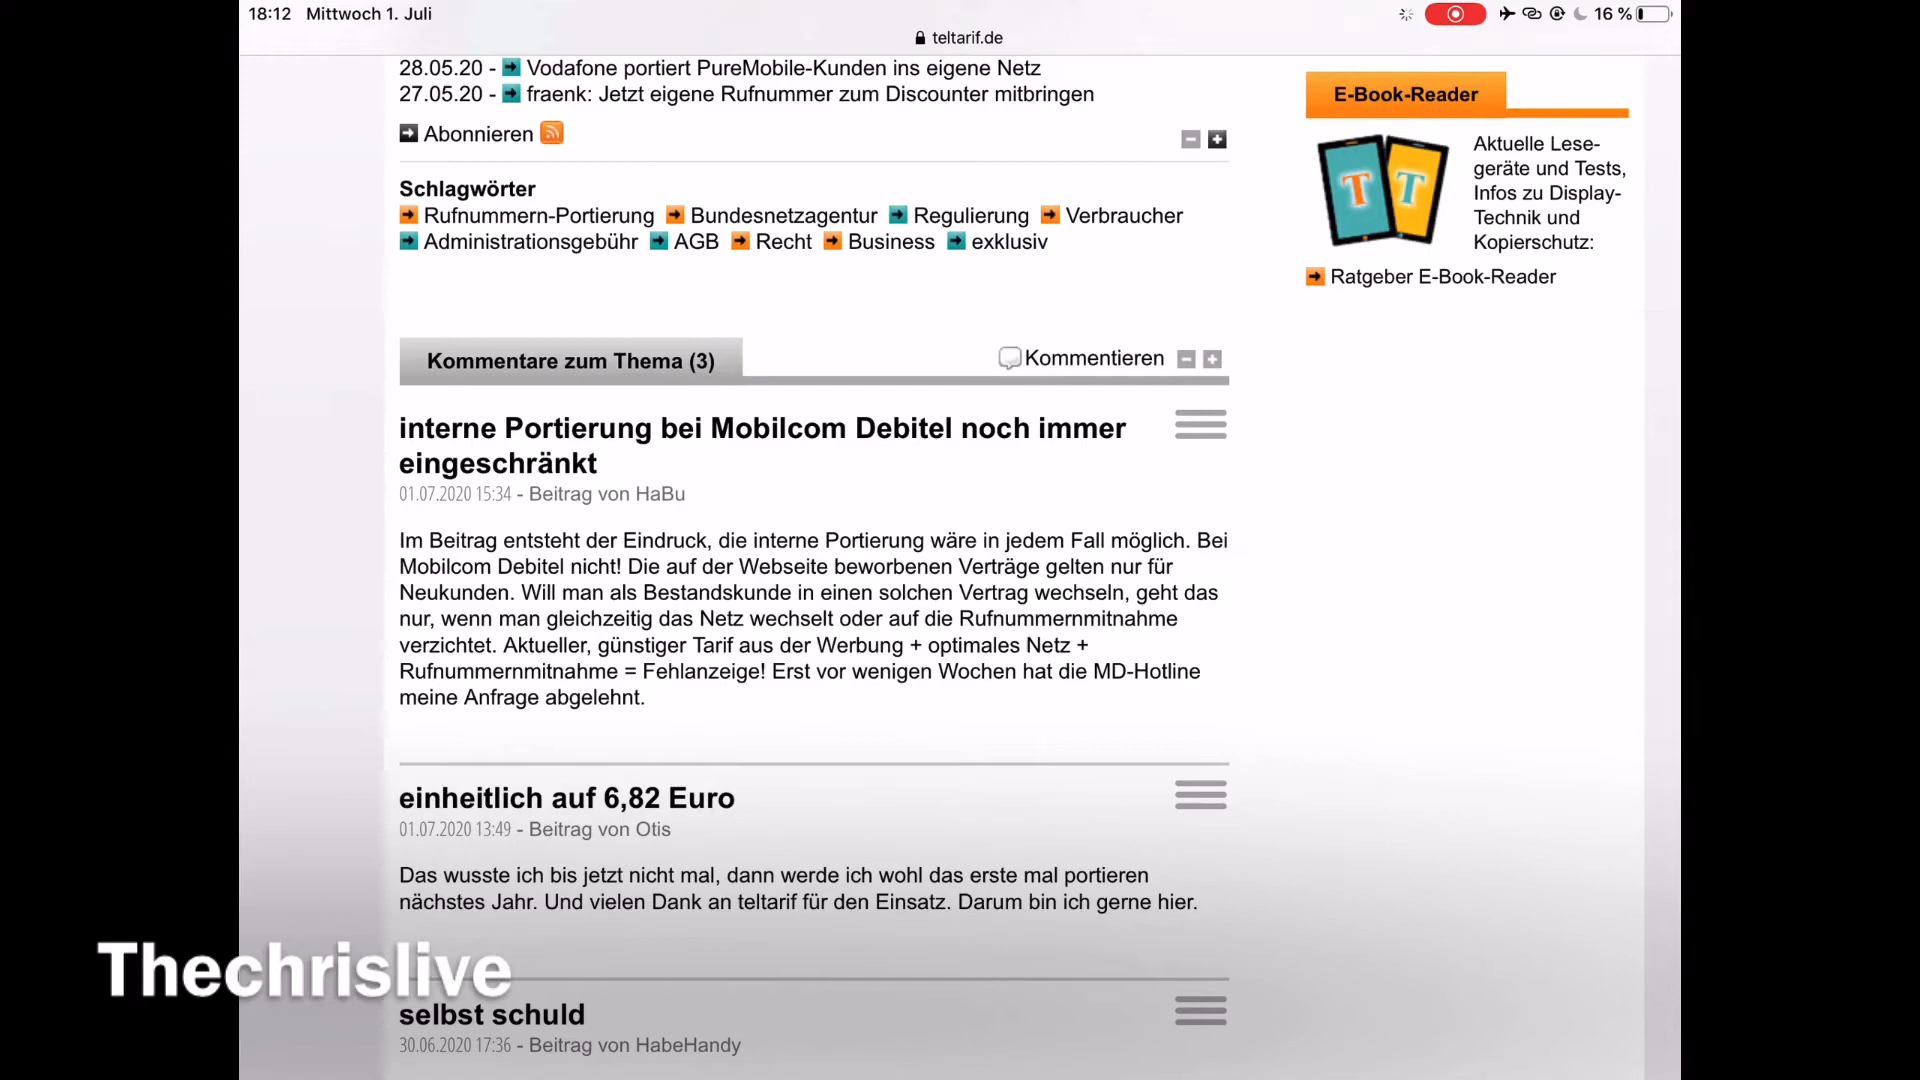 18:12 Mittwoch 1. Juli
16 %
teltarif.de
28.05.20 - Vodafone portiert PureMobile-Kunden ins eigene Netz
27.05.20 - fraenk: Jetzt eigene Rufnummer zum Discounter mitbringen
Abonnieren
Schlagwörter
Rufnummern-Portierung Bundesnetzagentur Regulierung Verbraucher
Administrationsgebühr AGB Recht Business exklusiv
E-Book-Reader
T T
Aktuelle Lese-
geräte und Tests,
Infos zu Display-
Technik und
Kopierschutz:
Ratgeber E-Book-Reader
Kommentare zum Thema (3)
Kommentieren
interne Portierung bei Mobilcom Debitel noch immer
eingeschränkt
01.07.2020 15:34 - Beitrag von HaBu
Im Beitrag entsteht der Eindruck, die interne Portierung wäre in jedem Fall möglich. Bei
Mobilcom Debitel nicht! Die auf der Webseite beworbenen Verträge gelten nur für
Neukunden. Will man als Bestandskunde in einen solchen Vertrag wechseln, geht das
nur, wenn man gleichzeitig das Netz wechselt oder auf die Rufnummernmitnahme
verzichtet. Aktueller, günstiger Tarif aus der Werbung + optimales Netz +
Rufnummernmitnahme = Fehlanzeige! Erst vor wenigen Wochen hat die MD-Hotline
meine Anfrage abgelehnt.
einheitlich auf 6,82 Euro
01.07.2020 13:49 - Beitrag von Otis
Das wusste ich bis jetzt nicht mal, dann werde ich wohl das erste mal portieren
nächstes Jahr. Und vielen Dank an teltarif für den Einsatz. Darum bin ich gerne hier.
Thechrislive
selbst schuld
30.06.2020 17:36 - Beitrag von HabeHandy